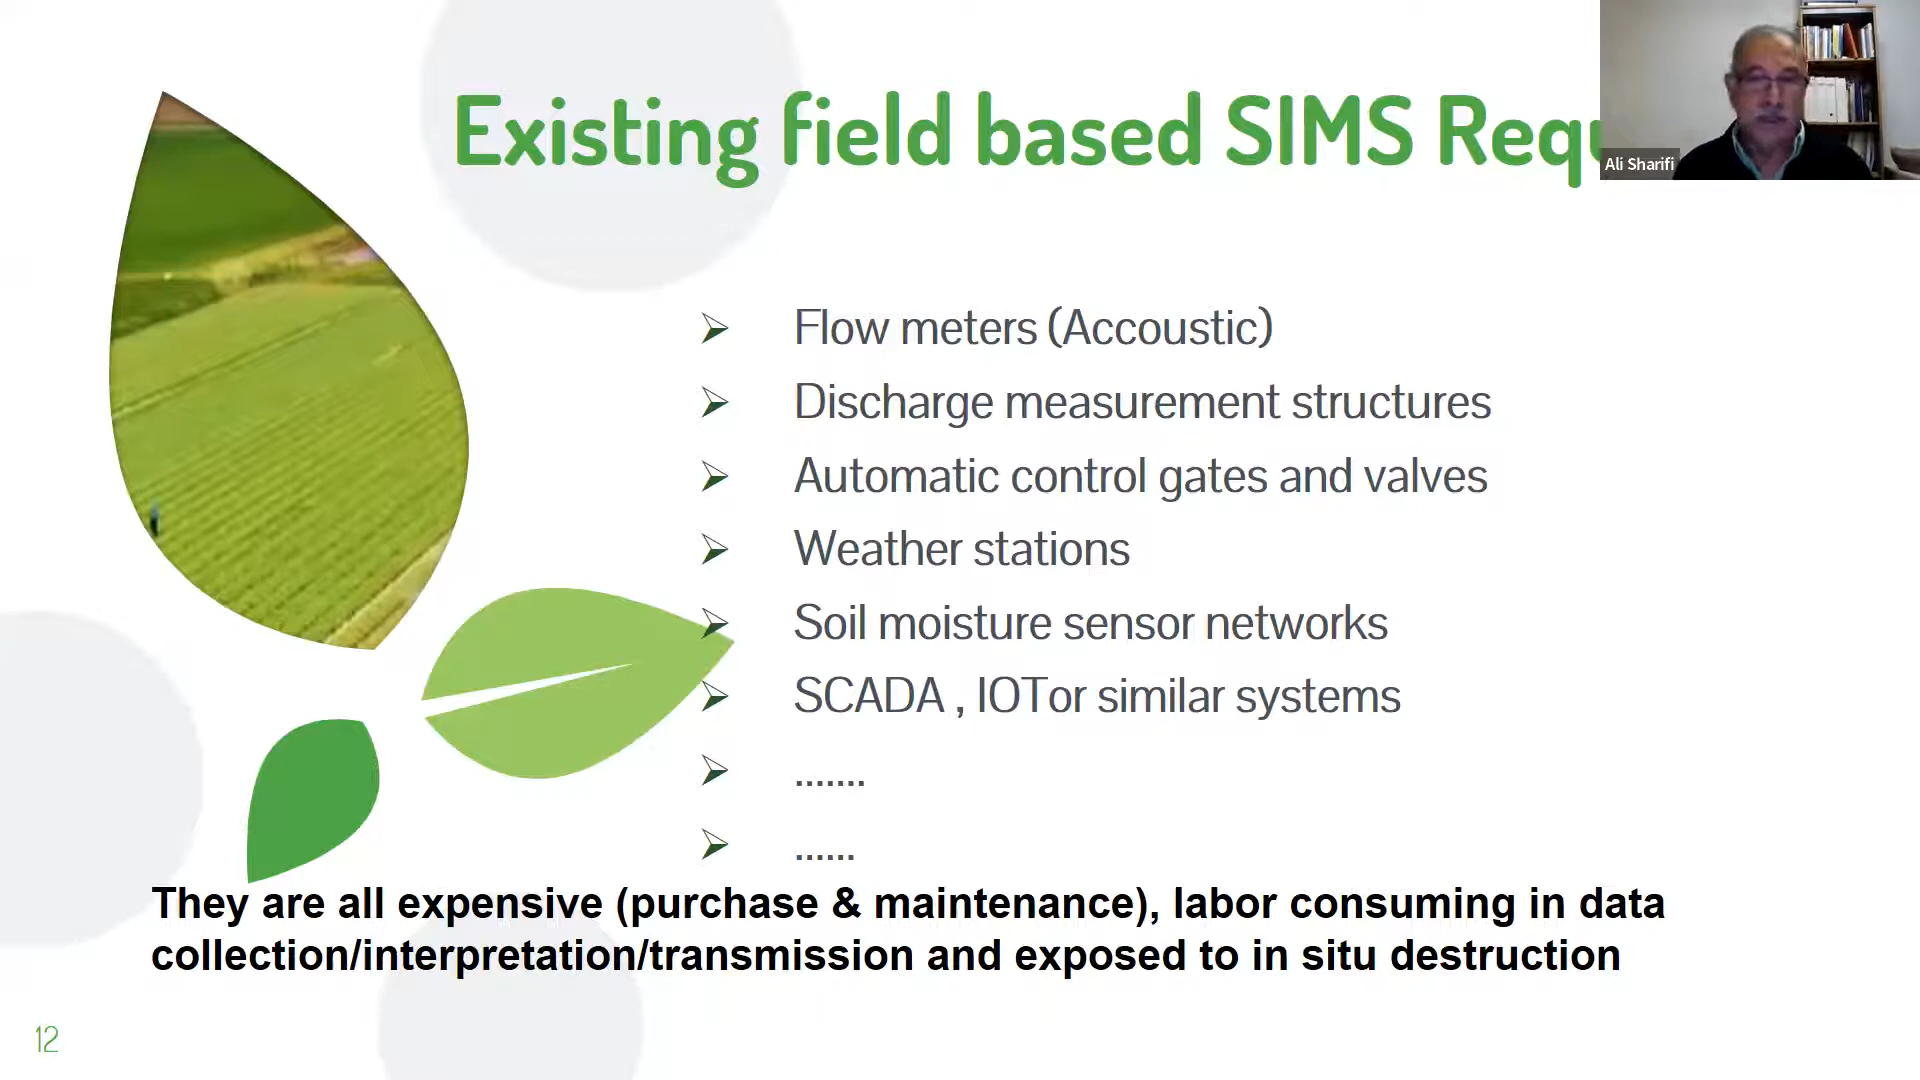 Existing field based SIMS Requ
Ali Sharifi
Flow meters (Accoustic)
Discharge measurement structures
Automatic control gates and valves
Weather stations
Soil moisture sensor networks
SCADA , IOTor similar systems
.......
......
They are all expensive (purchase & maintenance), labor consuming in data
collection/interpretation/transmission and exposed to in situ destruction
12